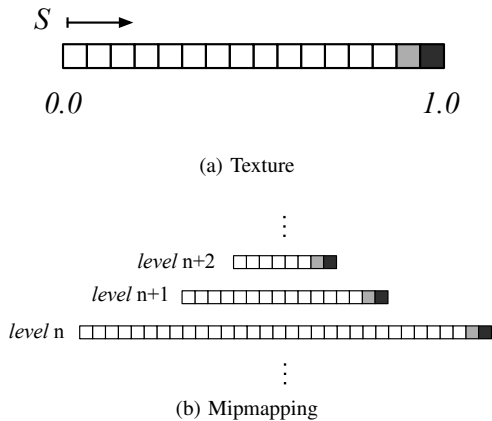 S
0.0 1.0
(a) Texture
⋮
level n+2
level n+1
level n
⋮
(b) Mipmapping